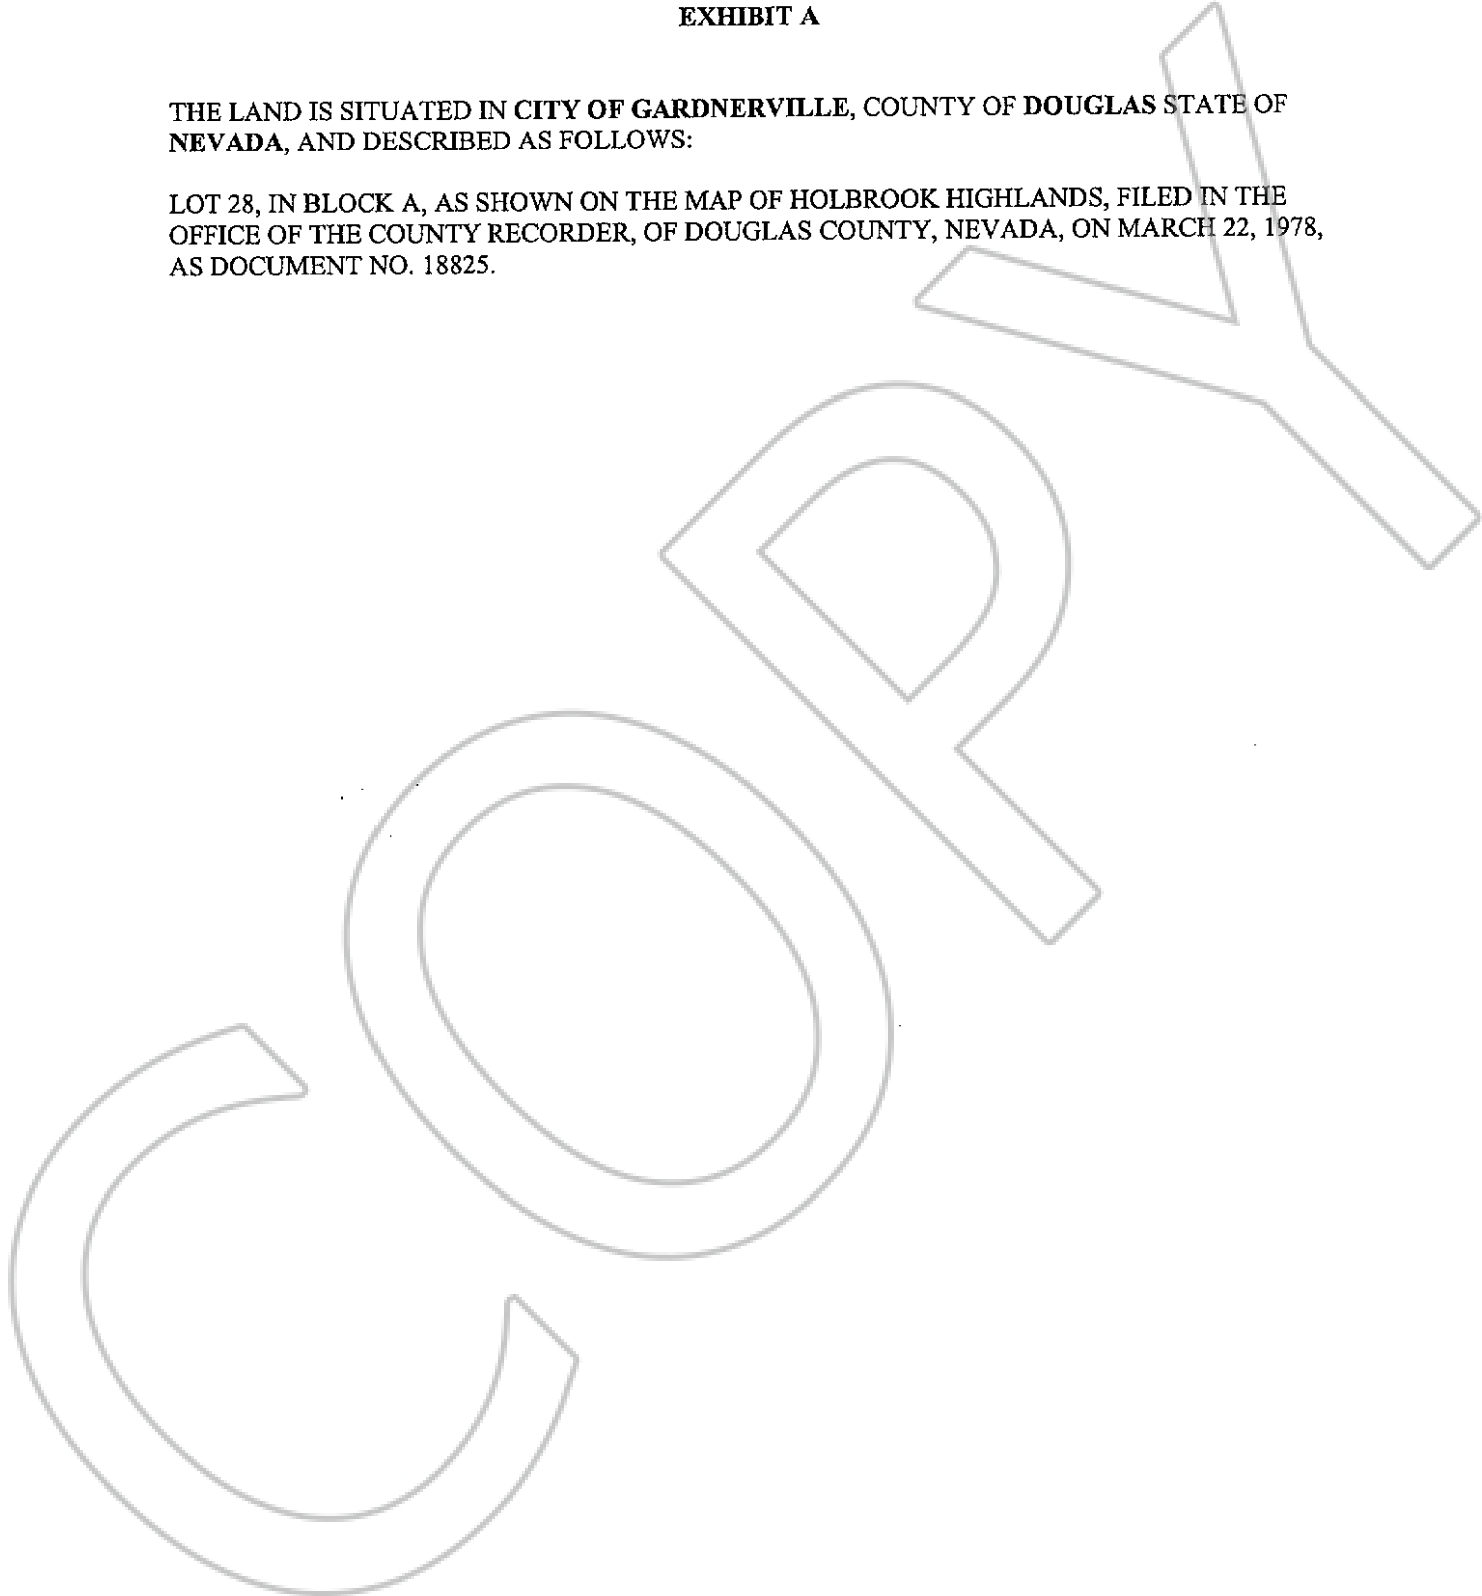 EXHIBIT A
THE LAND IS SITUATED IN CITY OF GARDNERVILLE, COUNTY OF DOUGLAS STATE OF
NEVADA, AND DESCRIBED AS FOLLOWS:
LOT 28, IN BLOCK A, AS SHOWN ON THE MAP OF HOLBROOK HIGHLANDS, FILED IN THE
OFFICE OF THE COUNTY RECORDER, OF DOUGLAS COUNTY, NEVADA, ON MARCH 22, 1978,
AS DOCUMENT NO. 18825.
COPY